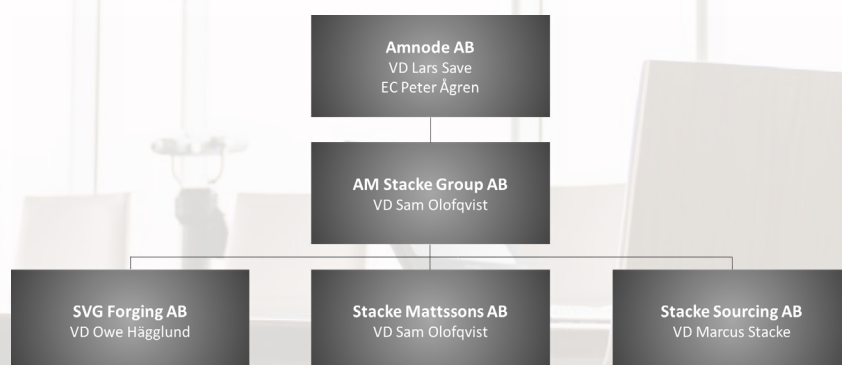 Amnode AB
VD Lars Save
EC Peter Ågren
AM Stacke Group AB
VD Sam Olofqvist
SVG Forging AB
VD Owe Hägglund
Stacke Mattssons AB
VD Sam Olofqvist
Stacke Sourcing AB
VD Marcus Stacke